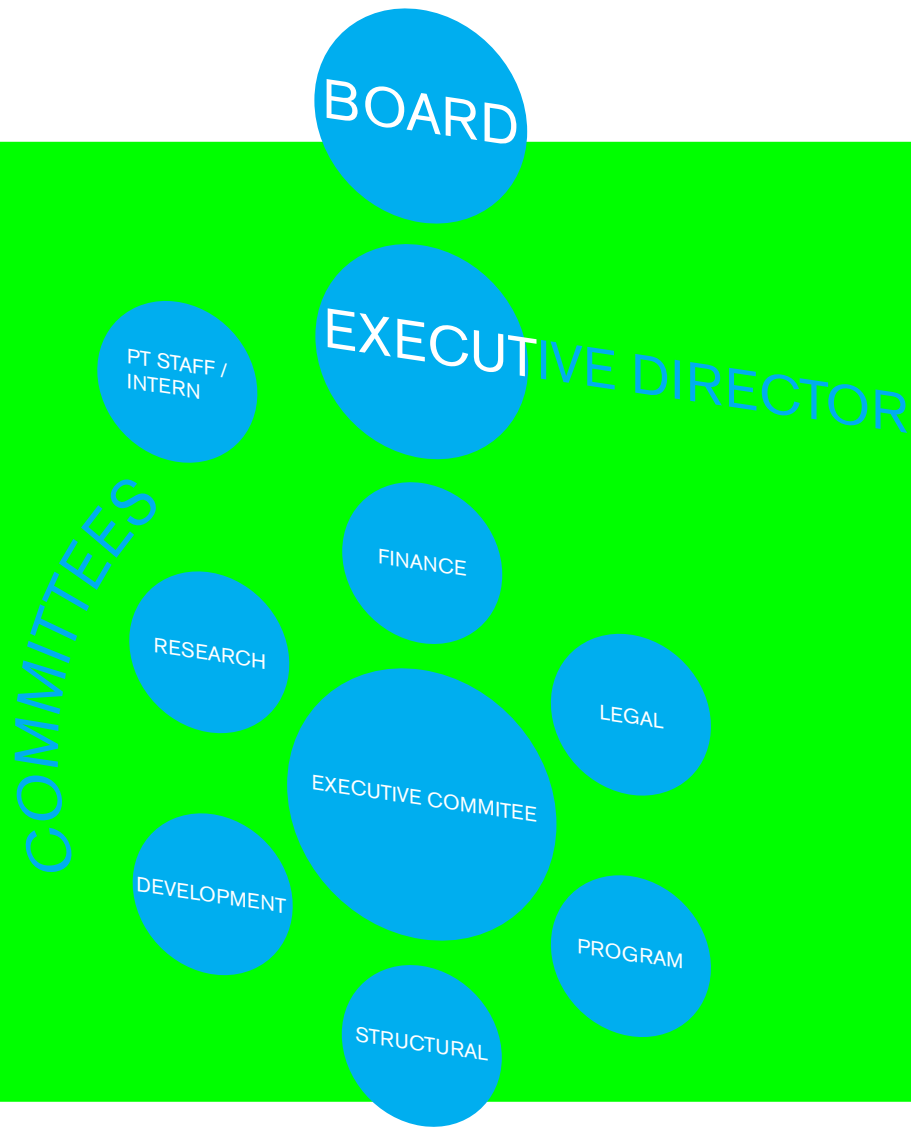 BOARD
EXECUTIVE DIRECTOR
PT STAFF /
INTERN
COMMITTEES
FINANCE
RESEARCH
LEGAL
EXECUTIVE COMMITEE
DEVELOPMENT
PROGRAM
STRUCTURAL